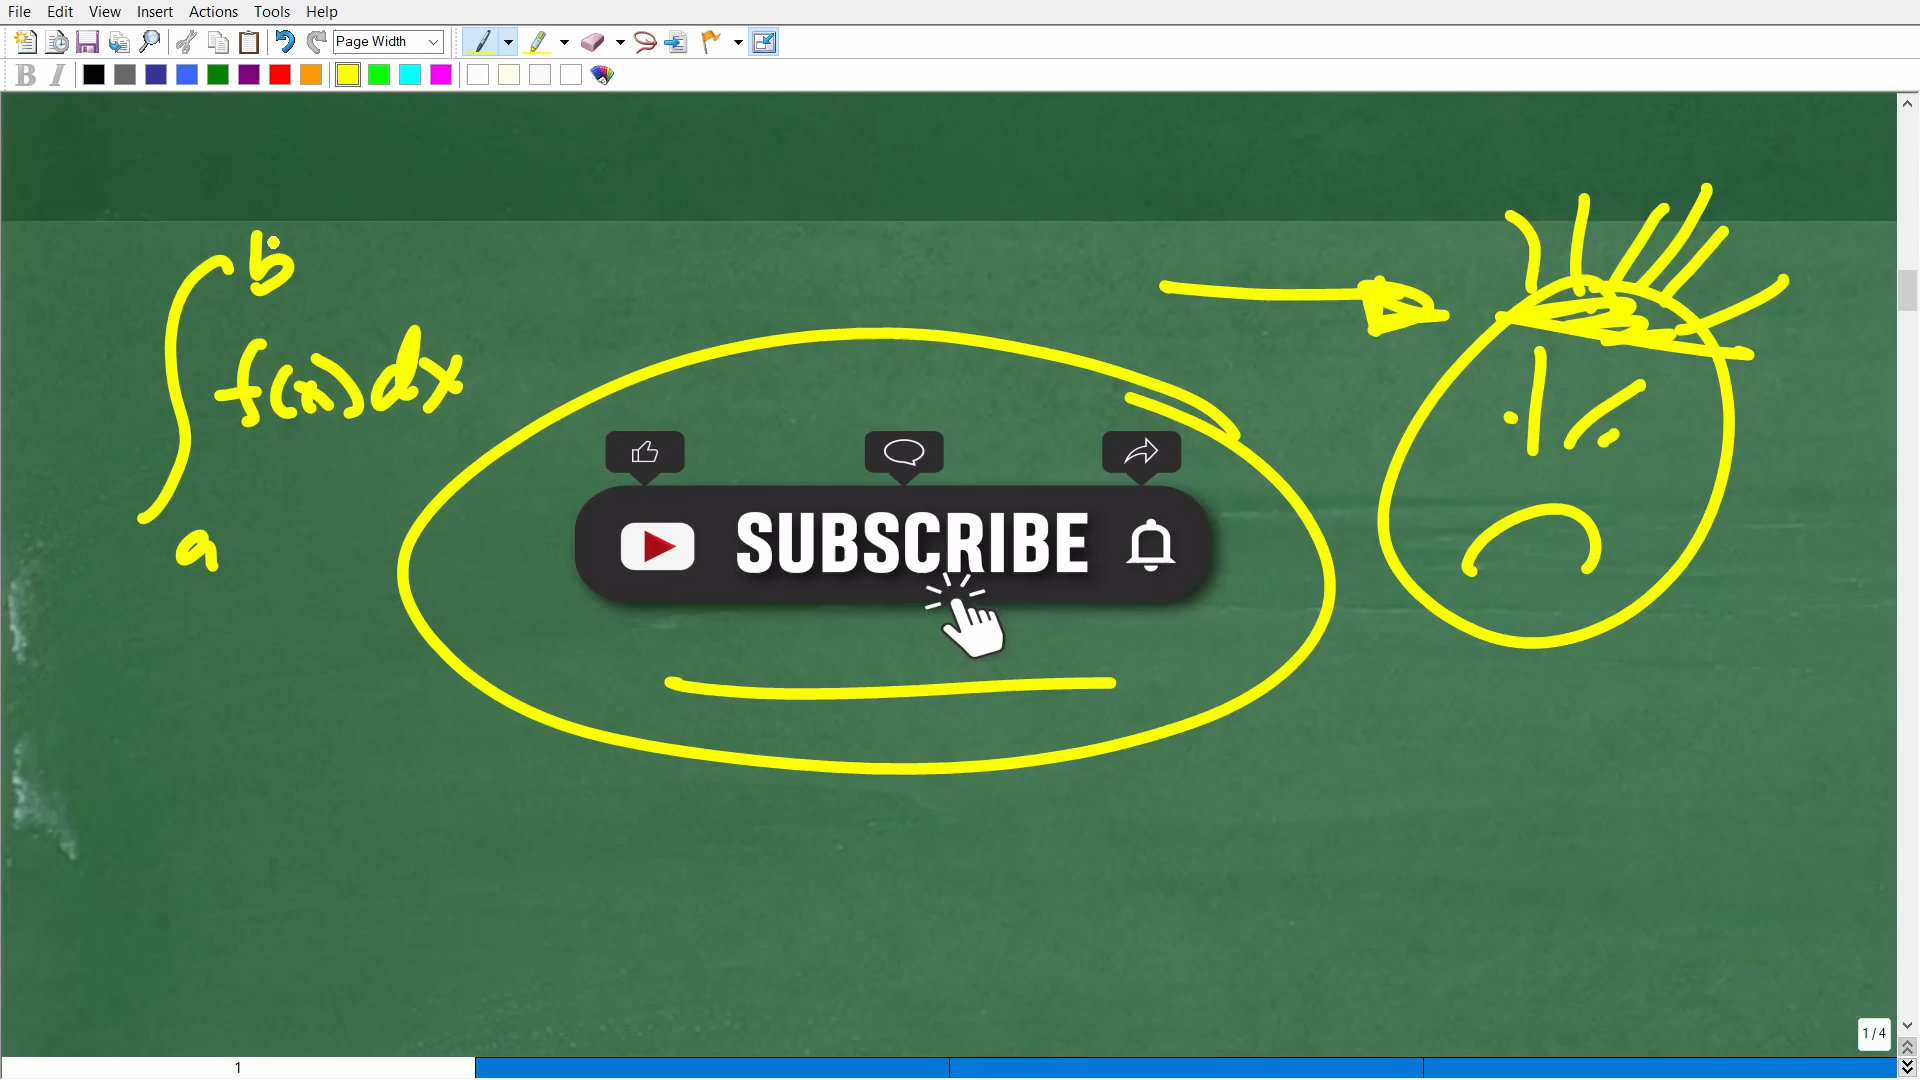 File Edit View Insert Actions Tools Help
Page Width
B I
b
f(x) dx
a
SUBSCRIBE
1 / 4
1